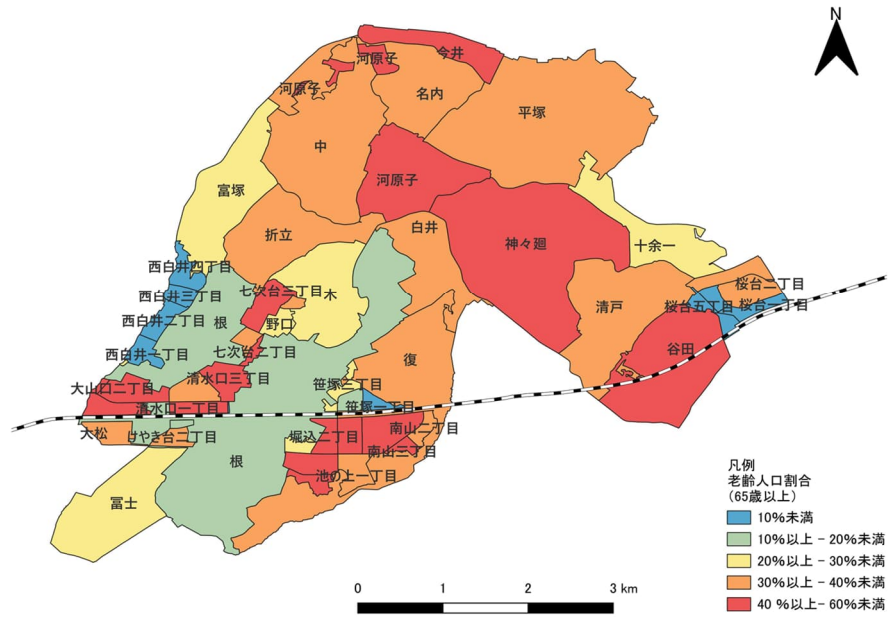 N
今井
河原子
河原子
名内
平塚
中
河原子
富塚
白井
折立
神々廻
十余一
西白井四丁目
七次台三丁目
木
桜台二丁目
西白井三丁目
清戸
桜台五丁目
桜台一丁目
西白井二丁目
根
野口
谷田
西白井一丁目
七次台二丁目
復
大山口二丁目
清水口三丁目
笹塚三丁目
清水口一丁目
笹塚一丁目
大松
けやき台二丁目
堀込二丁目
南山二丁目
南山三丁目
根
池の上一丁目
冨士
凡例
老齢人口割合
（65歳以上）
10%未満
10%以上 - 20%未満
20%以上 - 30%未満
30%以上 - 40%未満
40 %以上- 60%未満
0 1 2 3 km